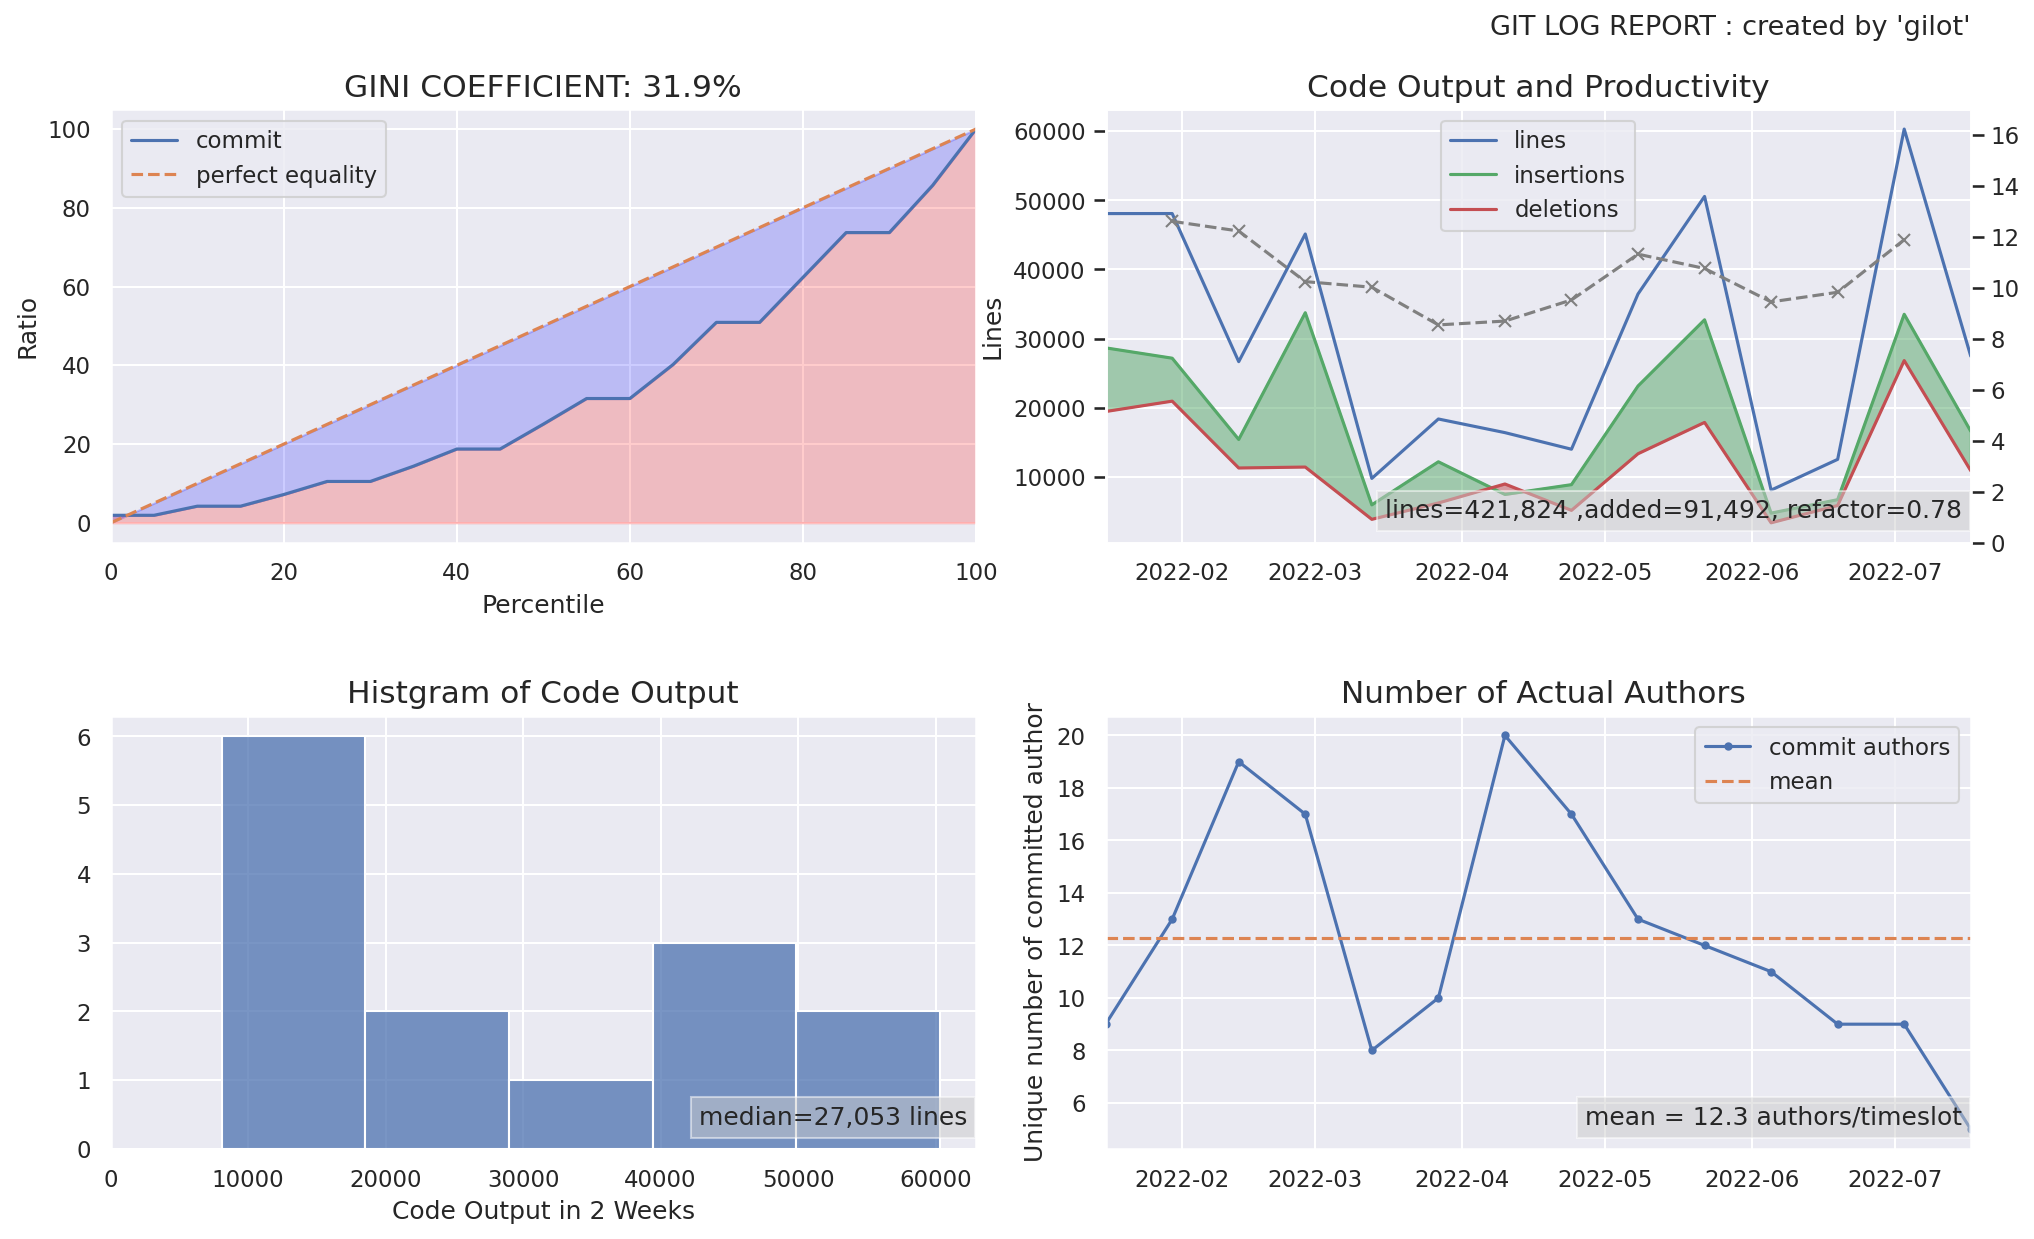 GIT LOG REPORT : created by 'gilot'
GINI COEFFICIENT: 31.9%
commit
perfect equality
Ratio
100
80
60
40
20
0
0 20 40 60 80 100
Percentile
Code Output and Productivity
lines
insertions
deletions
Lines
60000
50000
40000
30000
20000
10000
16
14
12
10
8
6
4
2
0
lines=421,824 ,added=91,492, refactor=0.78
2022-02 2022-03 2022-04 2022-05 2022-06 2022-07
Histgram of Code Output
6
5
4
3
2
1
0
median=27,053 lines
0 10000 20000 30000 40000 50000 60000
Code Output in 2 Weeks
Number of Actual Authors
commit authors
mean
Unique number of committed author
20
18
16
14
12
10
8
6
mean = 12.3 authors/timeslot
2022-02 2022-03 2022-04 2022-05 2022-06 2022-07